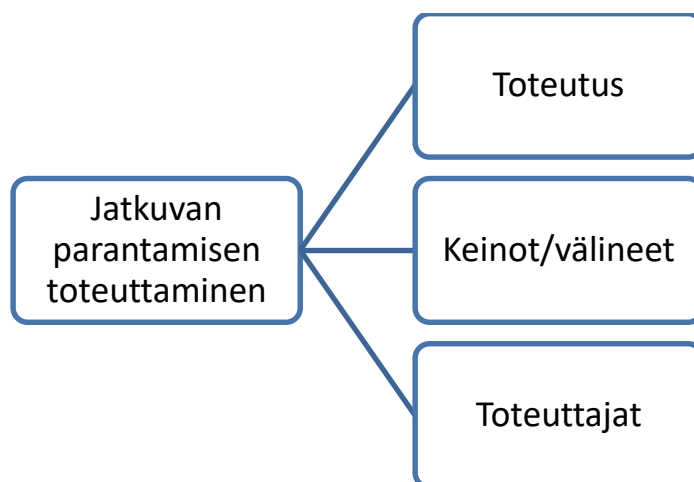 Jatkuvan
parantamisen
toteuttaminen
Toteutus
Keinot/välineet
Toteuttajat